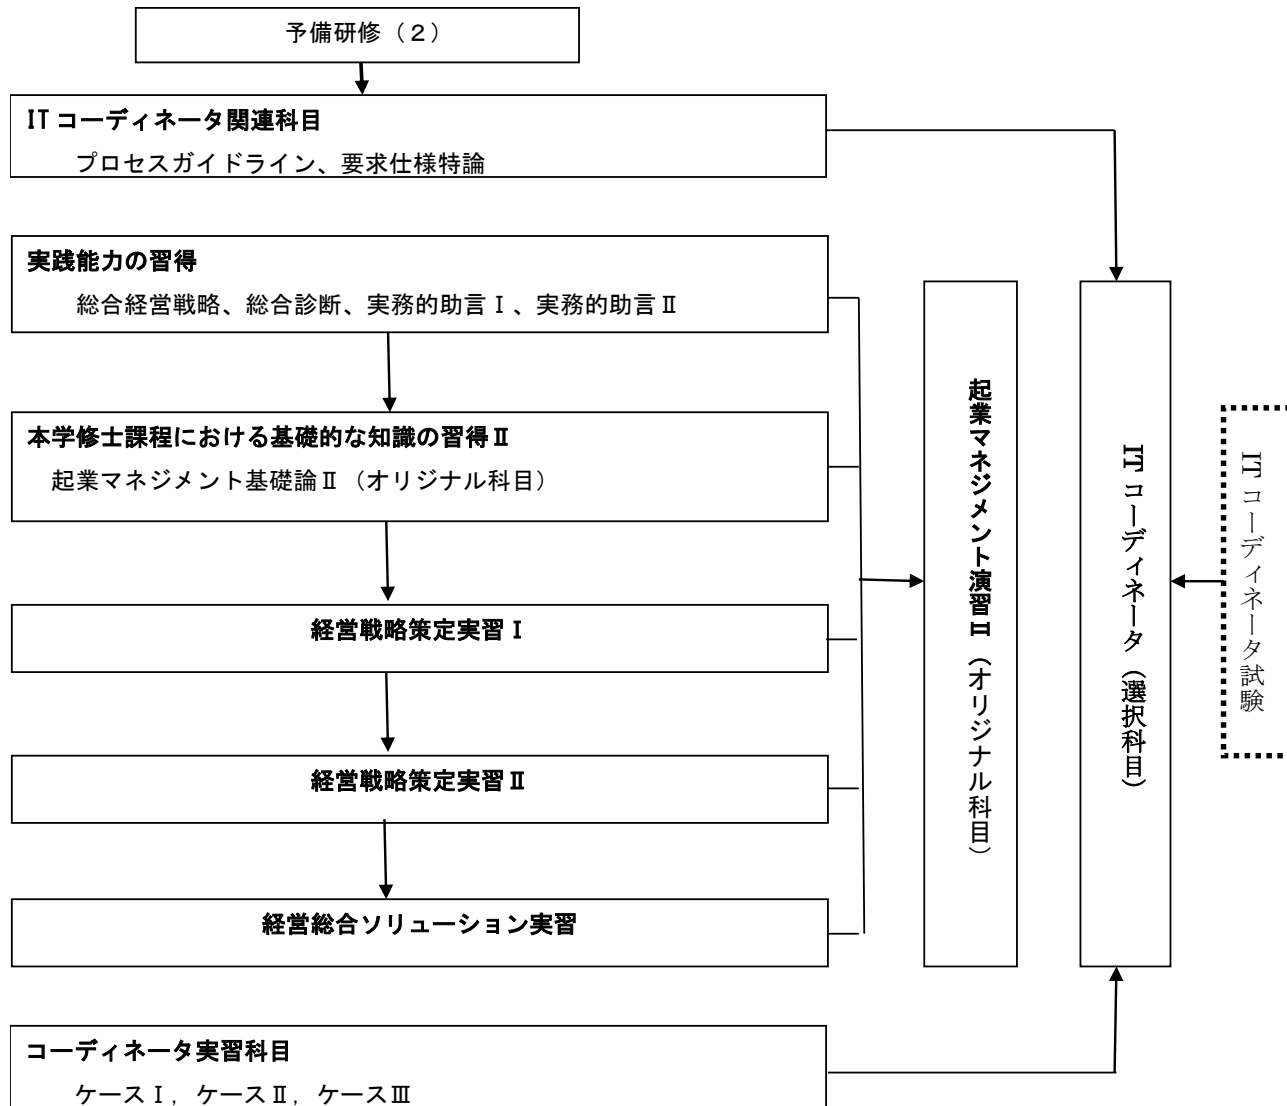 予備研修（２）
ITコーディネータ関連科目
プロセスガイドライン、要求仕様特論
実践能力の習得
総合経営戦略、総合診断、実務的助言Ⅰ、実務的助言Ⅱ
本学修士課程における基礎的な知識の習得Ⅱ
起業マネジメント基礎論Ⅱ（オリジナル科目）
経営戦略策定実習Ⅰ
経営戦略策定実習Ⅱ
経営総合ソリューション実習
コーディネータ実習科目
ケースⅠ，ケースⅡ，ケースⅢ
起業マネジメント演習Ⅱ（オリジナル科目）
ITコーディネータ（選択科目）
ITコーディネータ試験